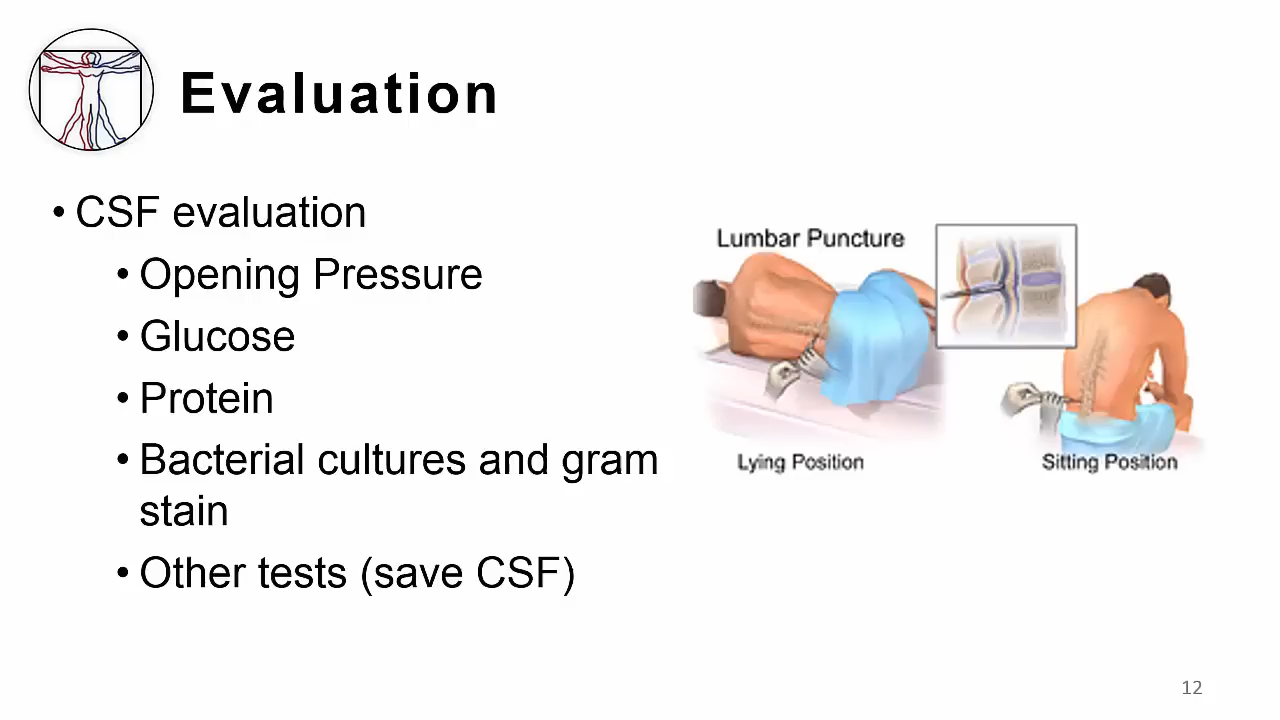 Evaluation
• CSF evaluation
• Opening Pressure
• Glucose
• Protein
• Bacterial cultures and gram
stain
• Other tests (save CSF)
Lumbar Puncture
Lying Position
Sitting Position
12